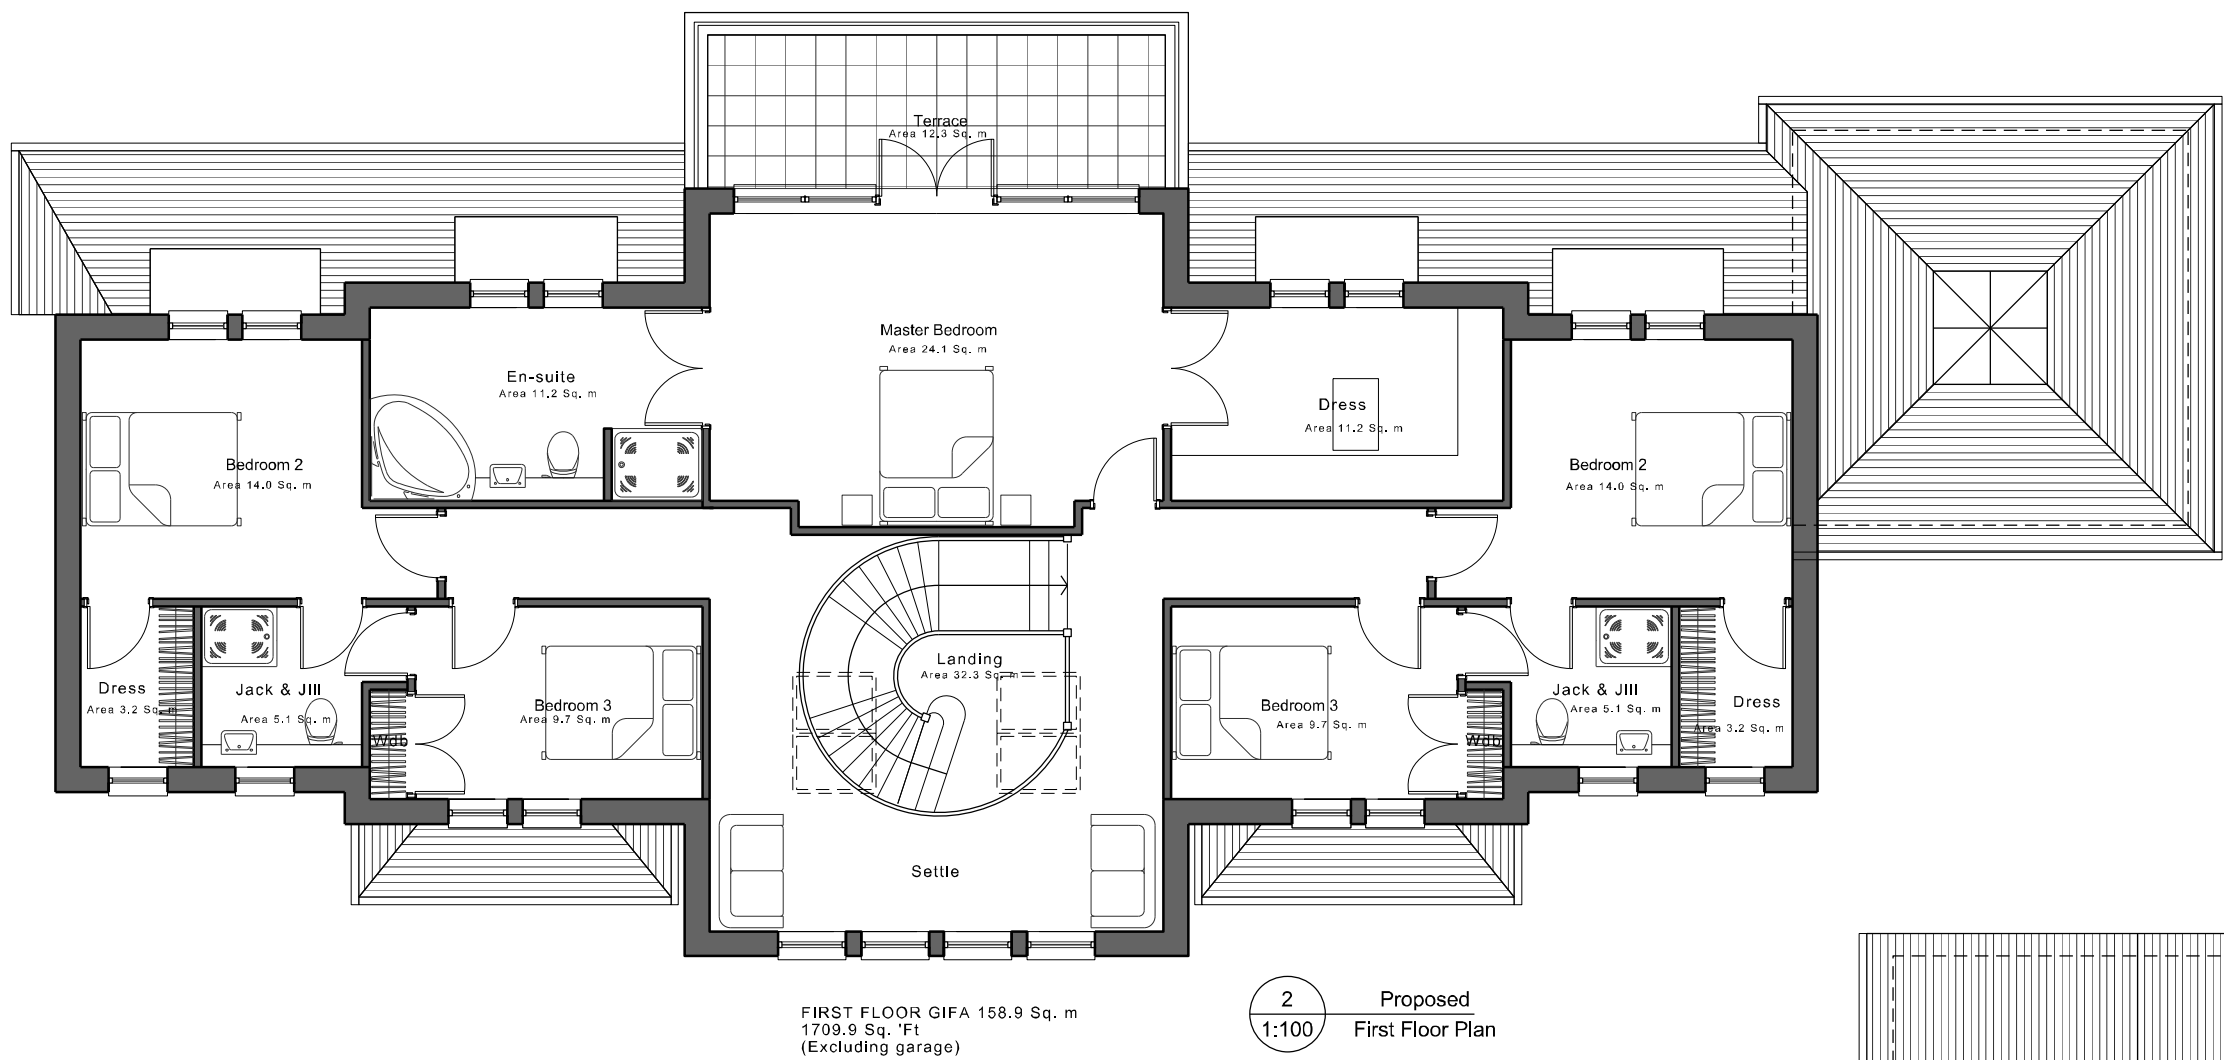 Terrace
Area 12.3 Sq. m
Master Bedroom
Area 24.1 Sq. m
En-suite
Area 11.2 Sq. m
Dress
Area 11.2 Sq. m
Bedroom 2
Area 14.0 Sq. m
Bedroom 2
Area 14.0 Sq. m
Landing
Area 32.3 Sq. m
Dress
Area 3.2 Sq. m
Jack & Jill
Area 5.1 Sq. m
Wdb
Bedroom 3
Area 9.7 Sq. m
Bedroom 3
Area 9.7 Sq. m
Wdb
Jack & Jill
Area 5.1 Sq. m
Dress
Area 3.2 Sq. m
Settle
FIRST FLOOR GIFA 158.9 Sq. m
1709.9 Sq. 'Ft
(Excluding garage)
2
1:100
Proposed
First Floor Plan